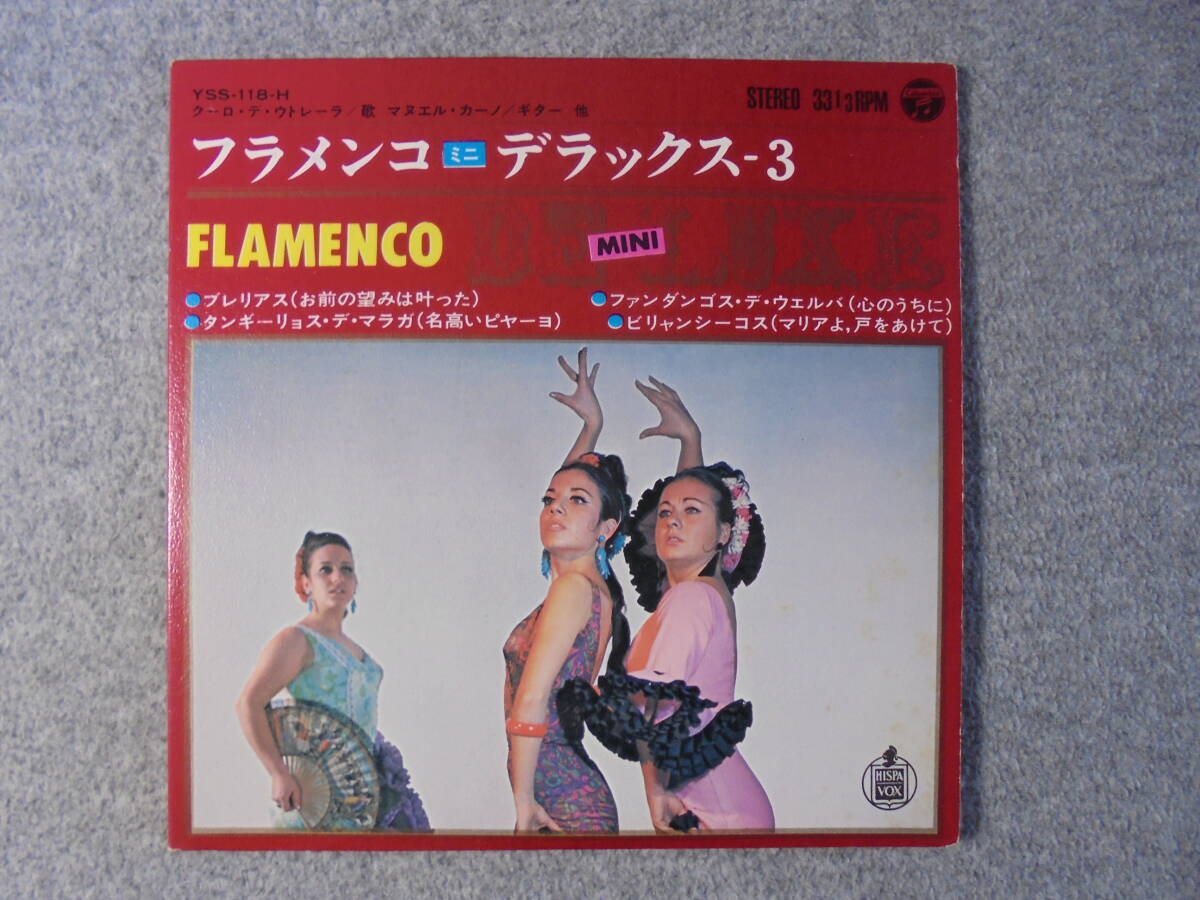 YSS-118-H
クーロ・デ・ウトレーラ/歌 マヌエル・カーノ/ギター 他
STEREO 33 1/3 RPM
Columbia
フラメンコ ミニ デラックス-3
FLAMENCO DE LUXE
MINI
●ブレリアス(お前の望みは叶った)
●ファンダンゴス・デ・ウエルバ(心のうちに)
●タンギーリョス・デ・マラガ(名高いピヤーヨ)
●ビリャンシーコス(マリアよ,戸をあけて)
HISPA
VOX